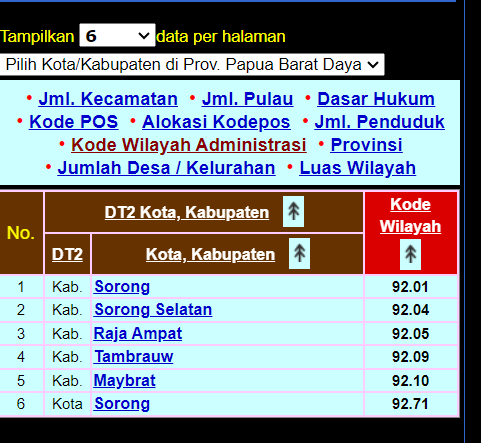 Tampilkan 6 data per halaman
Pilih Kota/Kabupaten di Prov. Papua Barat Daya
• Jml. Kecamatan • Jml. Pulau • Dasar Hukum
• Kode POS • Alokasi Kodepos • Jml. Penduduk
• Kode Wilayah Administrasi • Provinsi
• Jumlah Desa / Kelurahan • Luas Wilayah
No. DT2 Kota, Kabupaten Kode Wilayah
DT2 Kota, Kabupaten
1 Kab. Sorong 92.01
2 Kab. Sorong Selatan 92.04
3 Kab. Raja Ampat 92.05
4 Kab. Tambrauw 92.09
5 Kab. Maybrat 92.10
6 Kota Sorong 92.71